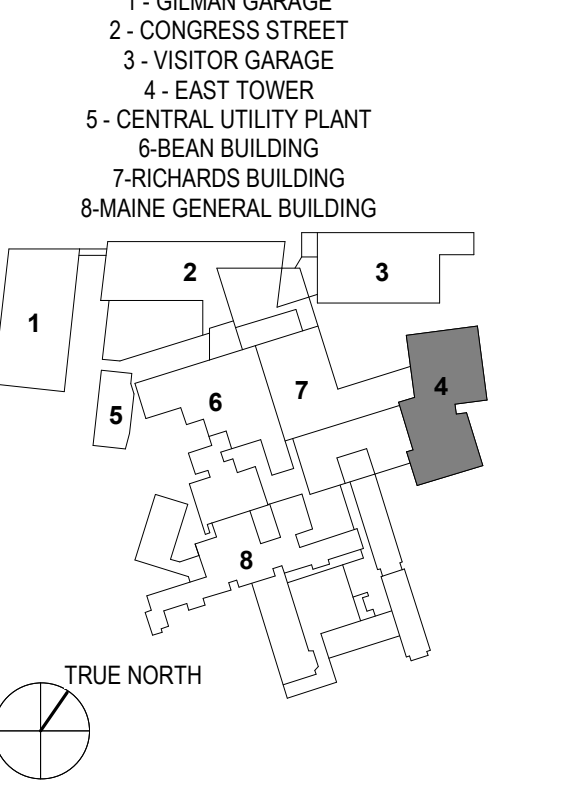 1 - GILMAN GARAGE
2 - CONGRESS STREET
3 - VISITOR GARAGE
4 - EAST TOWER
5 - CENTRAL UTILITY PLANT
6-BEAN BUILDING
7-RICHARDS BUILDING
8-MAINE GENERAL BUILDING
2
3
1
4
6
7
5
8
TRUE NORTH